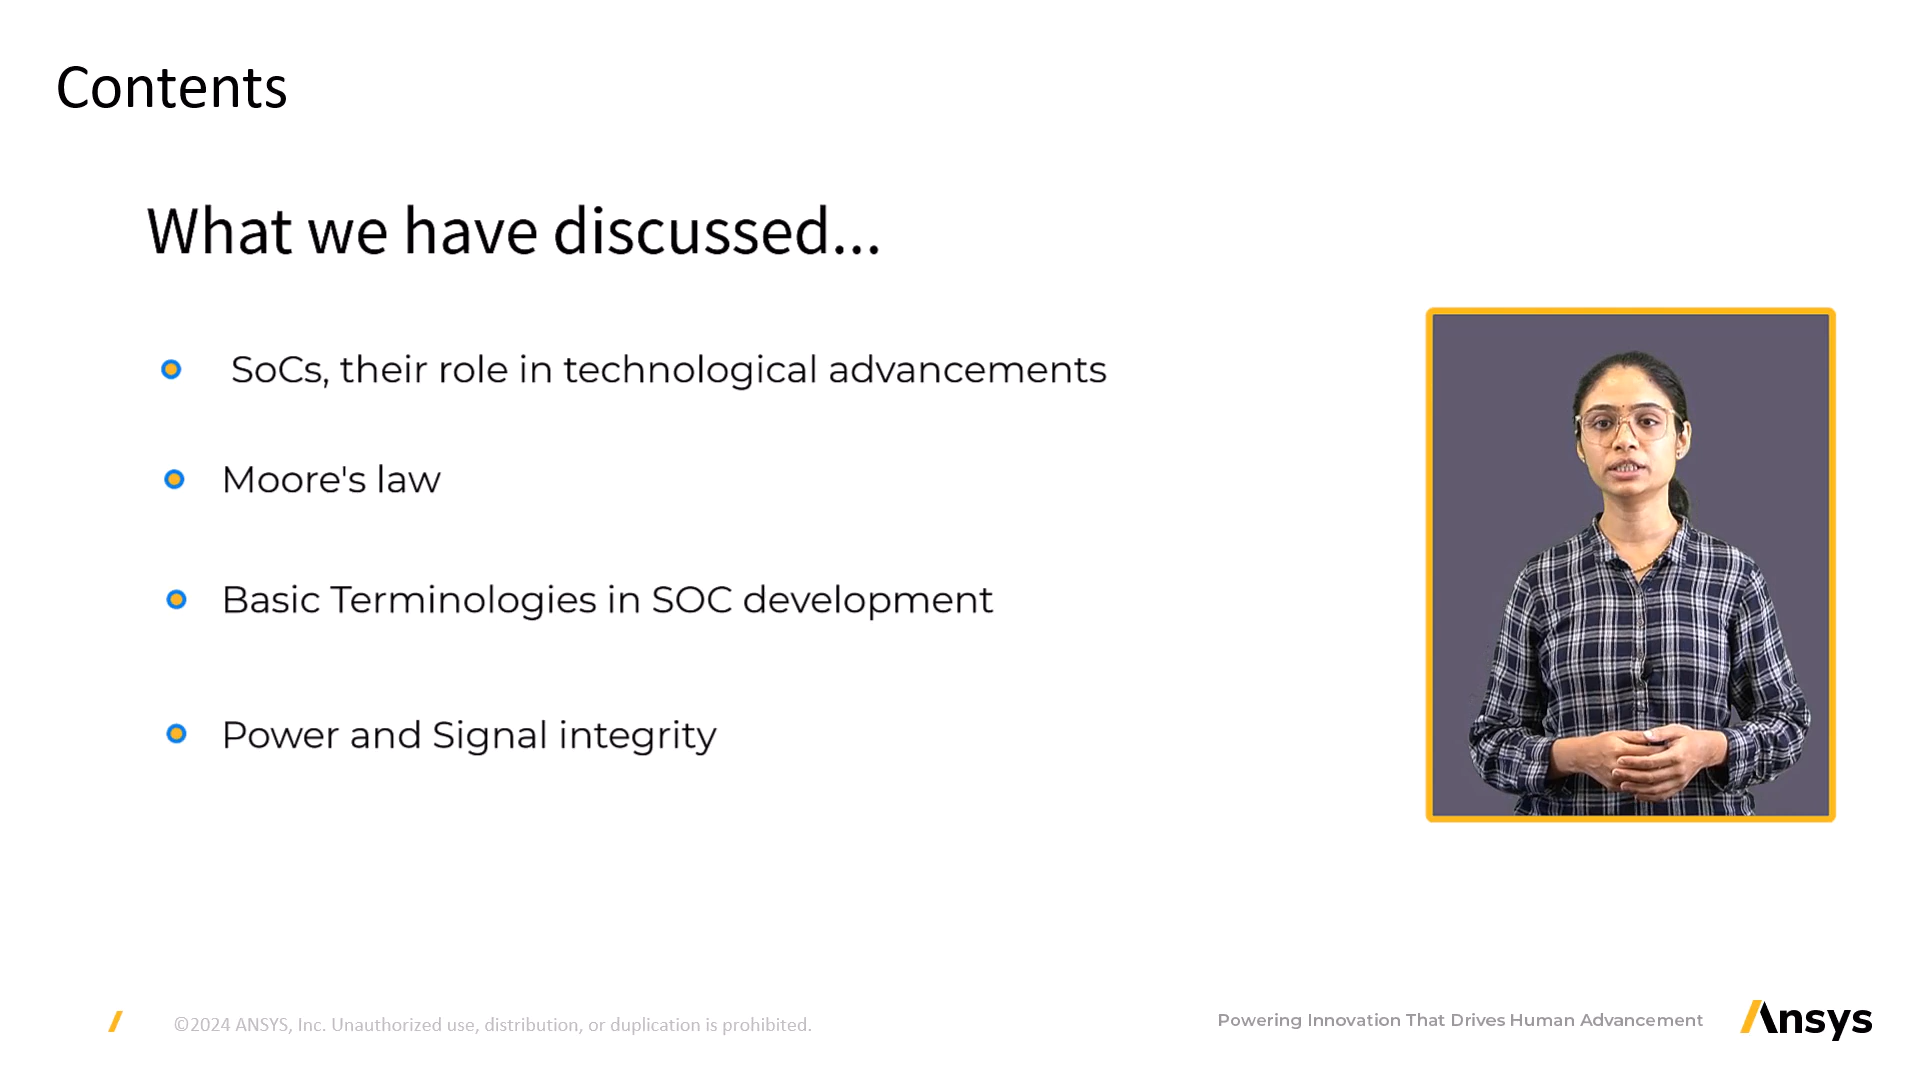 Contents
What we have discussed...
SoCs, their role in technological advancements
Moore's law
Basic Terminologies in SOC development
Power and Signal integrity
©2024 ANSYS, Inc. Unauthorized use, distribution, or duplication is prohibited.
Powering Innovation That Drives Human Advancement
Ansys